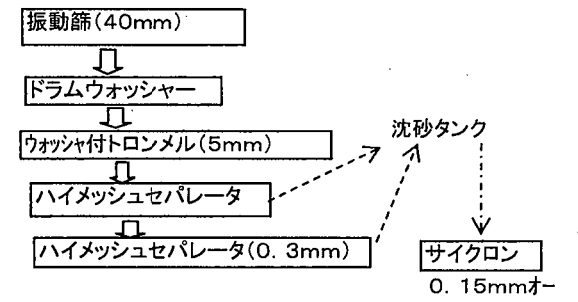 振動篩(40mm)
ドラムウォッシャー
ウォッシャ付トロンメル(5mm)
沈砂タンク
ハイメッシュセパレータ
ハイメッシュセパレータ(0.3mm)
サイクロン
0.15mmオー